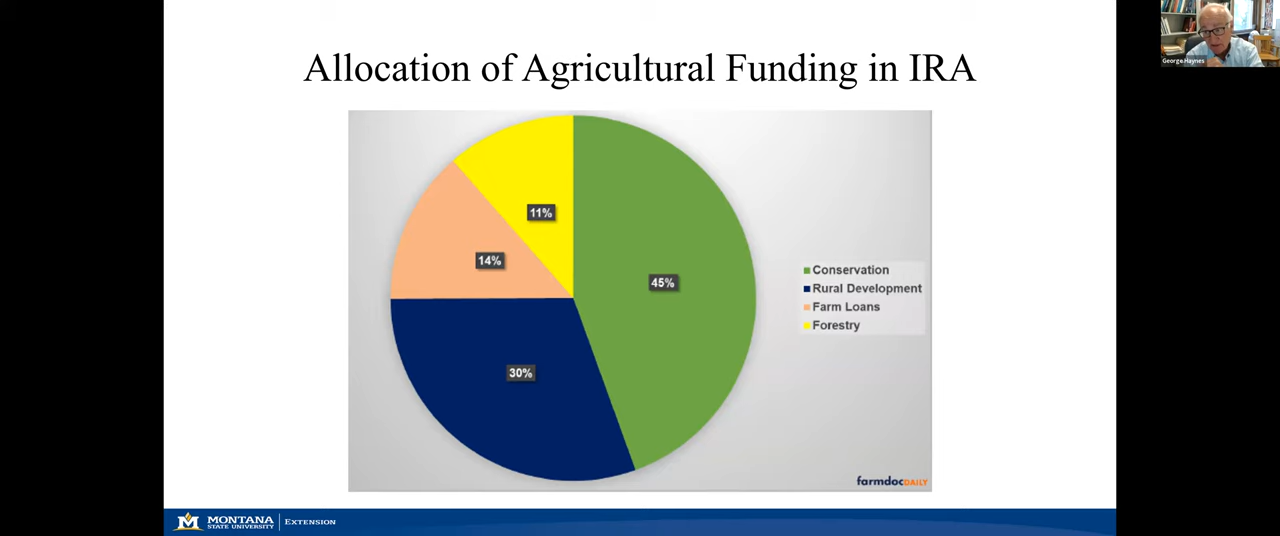 Allocation of Agricultural Funding in IRA
George Haynes
11%
14%
45%
30%
Conservation
Rural Development
Farm Loans
Forestry
farmdocDAILY
M MONTANA
STATE UNIVERSITY
EXTENSION